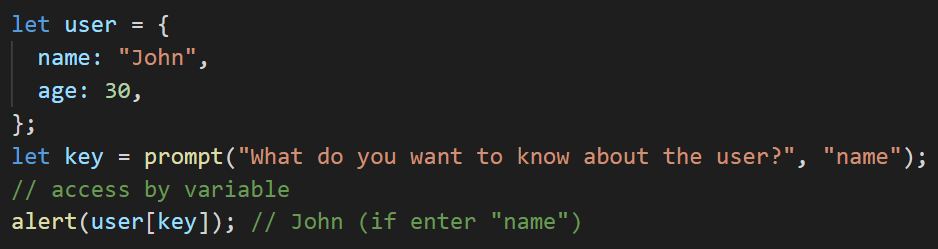 let user = {
  name: "John",
  age: 30,
};
let key = prompt("What do you want to know about the user?", "name");
// access by variable
alert(user[key]); // John (if enter "name")